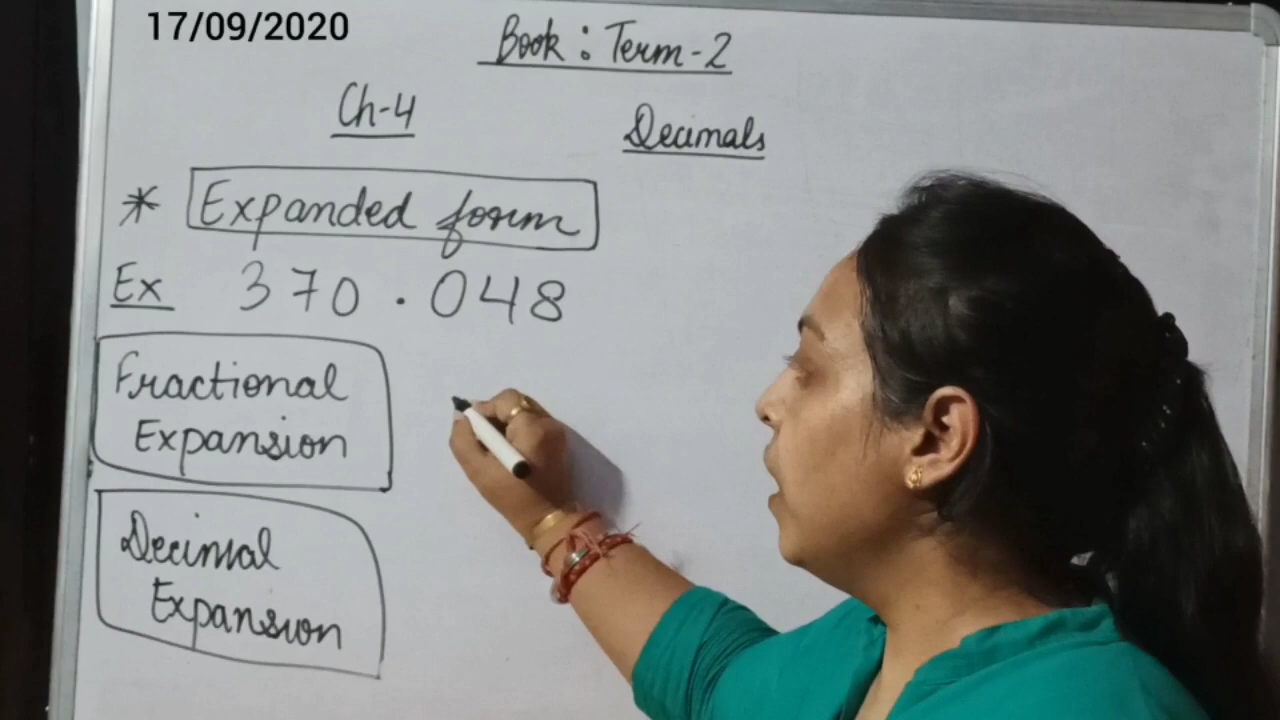 17/09/2020
Book : Term-2
Ch-4 Decimals
* Expanded form
Ex 370.048
Fractional
Expansion
Decimal
Expansion